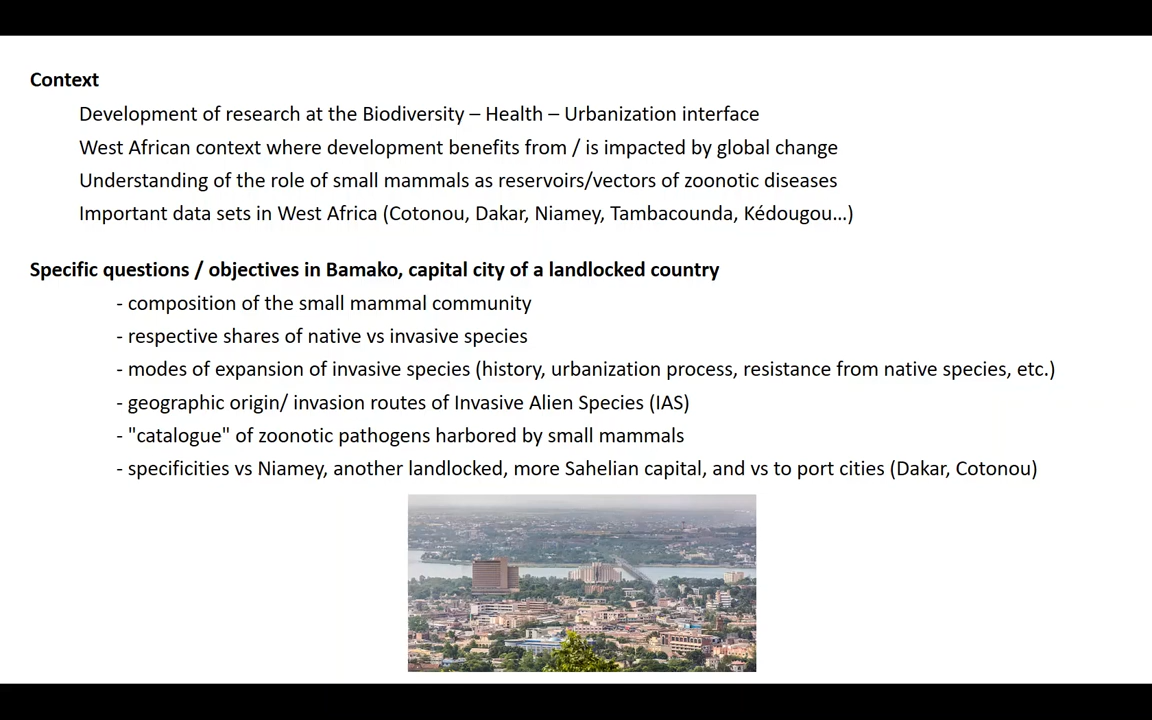 Context
Development of research at the Biodiversity – Health – Urbanization interface
West African context where development benefits from / is impacted by global change
Understanding of the role of small mammals as reservoirs/vectors of zoonotic diseases
Important data sets in West Africa (Cotonou, Dakar, Niamey, Tambacounda, Kédougou...)
Specific questions / objectives in Bamako, capital city of a landlocked country
- composition of the small mammal community
- respective shares of native vs invasive species
- modes of expansion of invasive species (history, urbanization process, resistance from native species, etc.)
- geographic origin/ invasion routes of Invasive Alien Species (IAS)
- "catalogue" of zoonotic pathogens harbored by small mammals
- specificities vs Niamey, another landlocked, more Sahelian capital, and vs to port cities (Dakar, Cotonou)